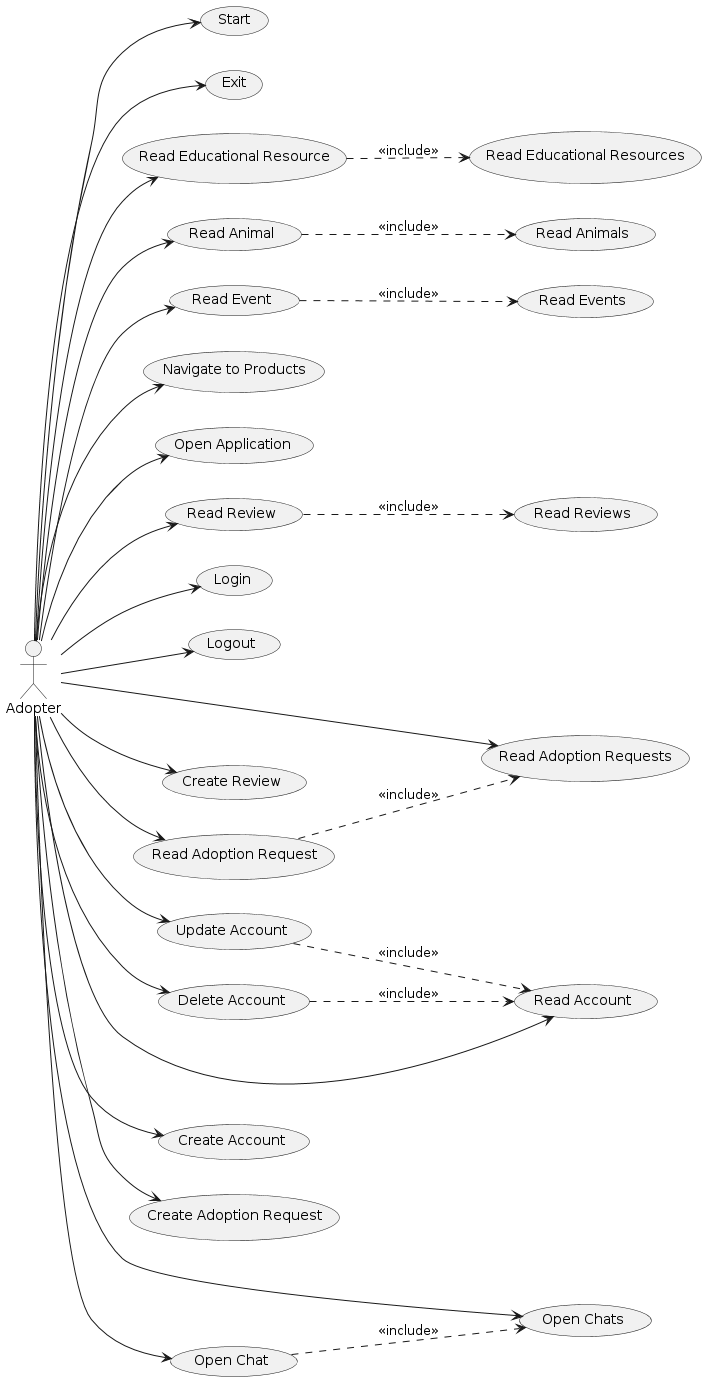 Start
Exit
Read Educational Resource
«include»
Read Educational Resources
Read Animal
«include»
Read Animals
Read Event
«include»
Read Events
Navigate to Products
Open Application
Read Review
«include»
Read Reviews
Login
Logout
Adopter
Read Adoption Requests
Create Review
«include»
Read Adoption Request
Update Account
«include»
Delete Account
«include»
Read Account
Create Account
Create Adoption Request
Open Chats
«include»
Open Chat